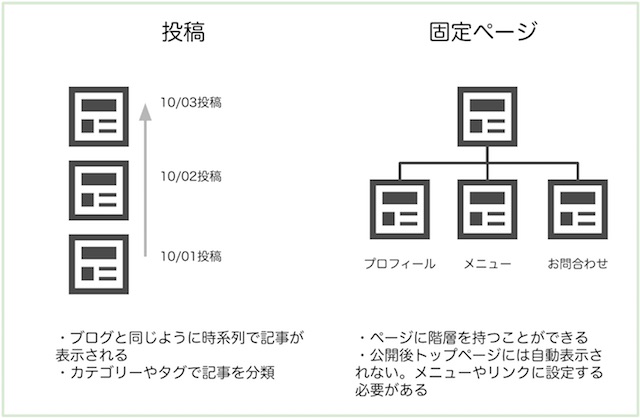 投稿
10/03投稿
10/02投稿
10/01投稿
・ブログと同じように時系列で記事が
表示される
・カテゴリーやタグで記事を分類
固定ページ
プロフィール
メニュー
お問合わせ
・ページに階層を持つことができる
・公開後トップページには自動表示さ
れない。メニューやリンクに設定する
必要がある